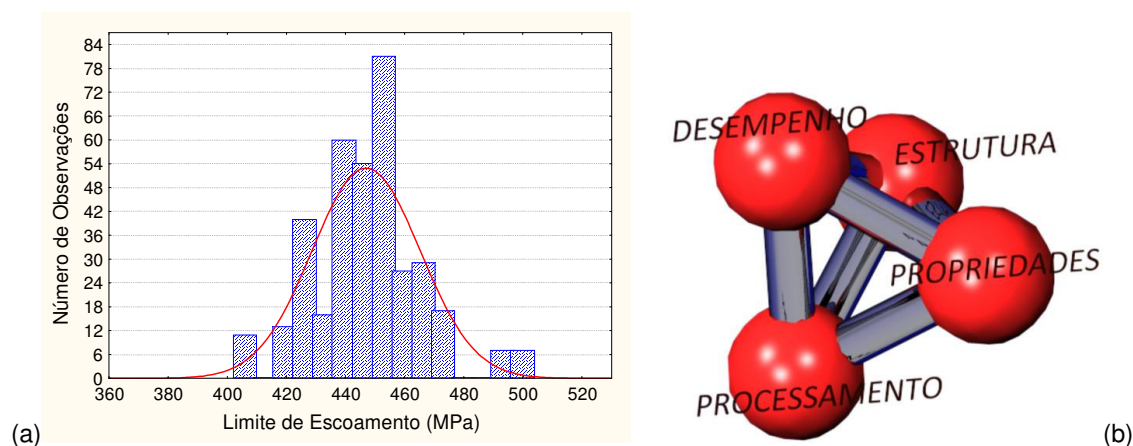 84
78
72
66
60
54
48
42
36
30
24
18
12
6
0
Número de Observações
360 380 400 420 440 460 480 500 520
Limite de Escoamento (MPa)
(a)
DESEMPENHO
ESTRUTURA
PROPRIEDADES
PROCESSAMENTO
(b)